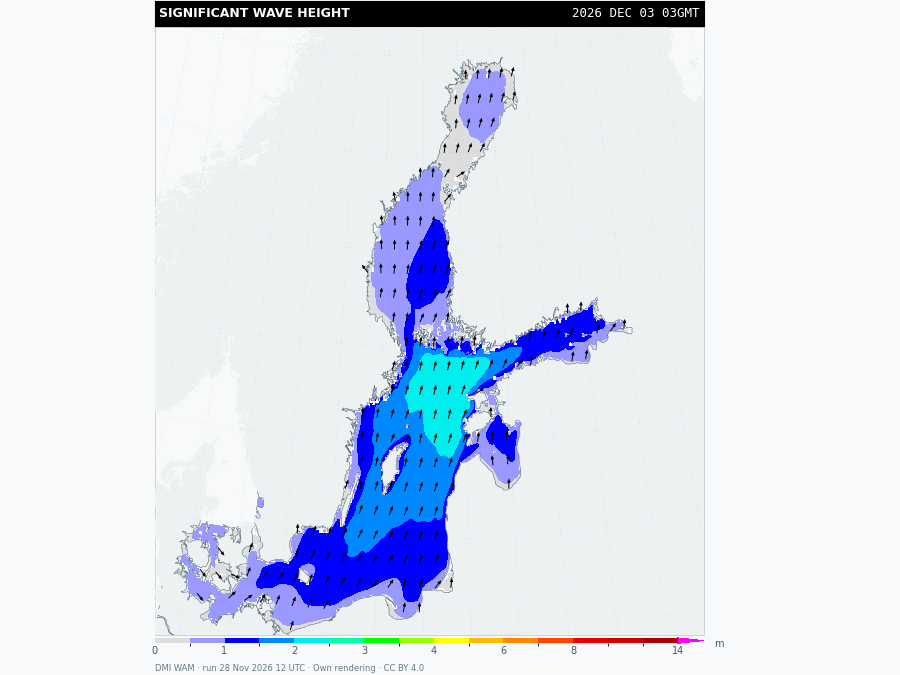 SIGNIFICANT WAVE HEIGHT 2026 DEC 03 03GMT
0 1 2 3 4 6 8 14 m
DMI WAM · run 28 Nov 2026 12 UTC · Own rendering · CC BY 4.0